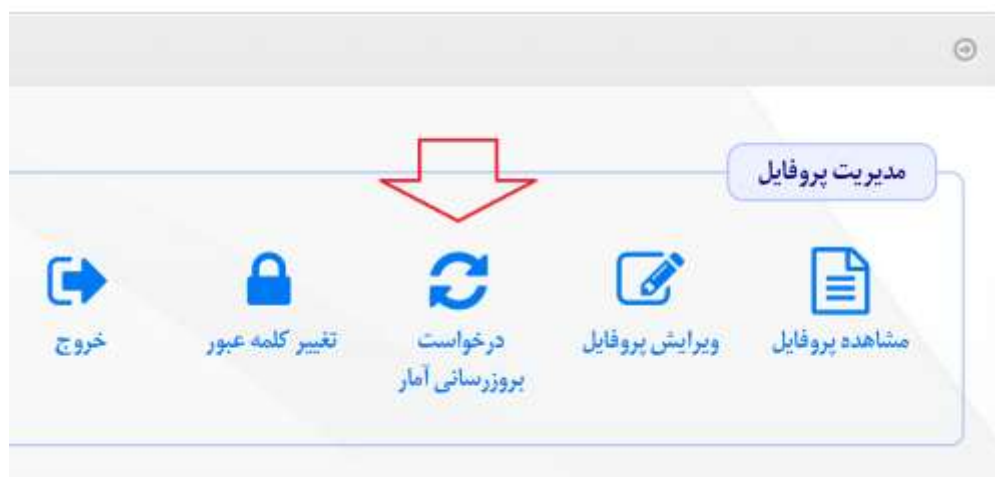 مدیریت پروفایل
مشاهده پروفایل
ویرایش پروفایل
درخواست
بروزرسانی آمار
تغییر کلمه عبور
خروج